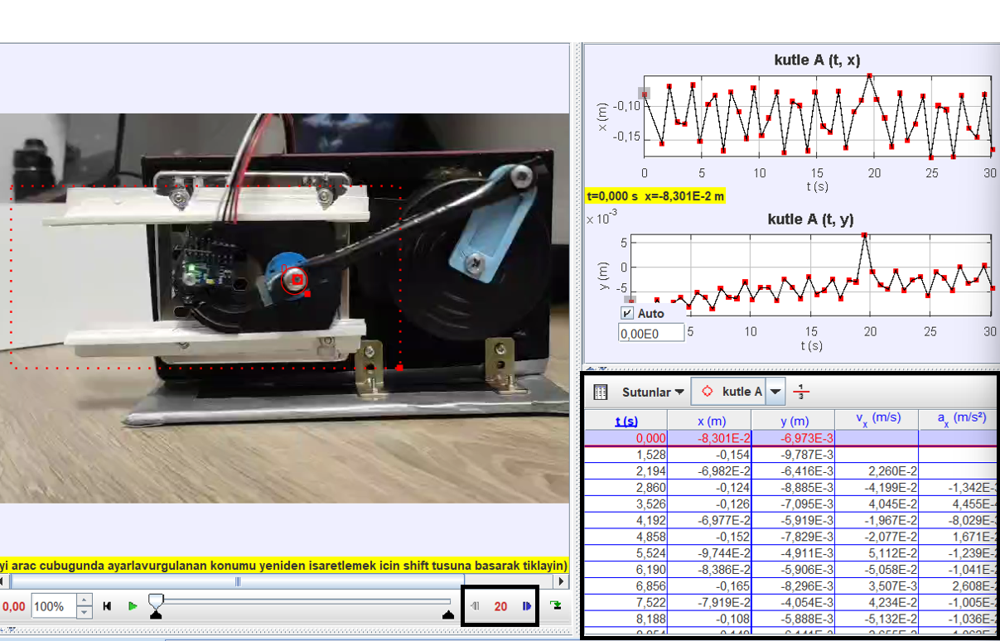 kutle A (t, x)
x (m)
-0,10
-0,15
0 5 10 15 20 25 30
t (s)
t=0,000 s x=-8,301E-2 m
x 10⁻³
kutle A (t, y)
y (m)
5
0
-5
Auto
0,00E0
5 10 15 20 25 30
t (s)
Sutunlar kutle A 1/3
t (s) x (m) y (m) vx (m/s) ax (m/s²)
0,000 -8,301E-2 -6,973E-3
1,528 -0,154 -9,787E-3
2,194 -6,982E-2 -6,416E-3 2,260E-2
2,860 -0,124 -8,885E-3 -4,199E-2 -1,342E-
3,526 -0,126 -7,095E-3 4,045E-2 4,455E-
4,192 -6,977E-2 -5,919E-3 -1,967E-2 -8,029E-
4,858 -0,152 -7,829E-3 -2,077E-2 1,671E-
5,524 -9,744E-2 -4,911E-3 5,112E-2 -1,239E-
6,190 -8,386E-2 -5,906E-3 -5,058E-2 -1,041E-
6,856 -0,165 -8,296E-3 3,507E-3 2,608E-
7,522 -7,919E-2 -4,054E-3 4,234E-2 -1,005E-
8,188 -0,108 -5,888E-3 -5,132E-2 -1,036E-
yi arac cubugunda ayarlavurgulanan konumu yeniden isaretlemek icin shift tusuna basarak tiklayin)
0,00 100% 20